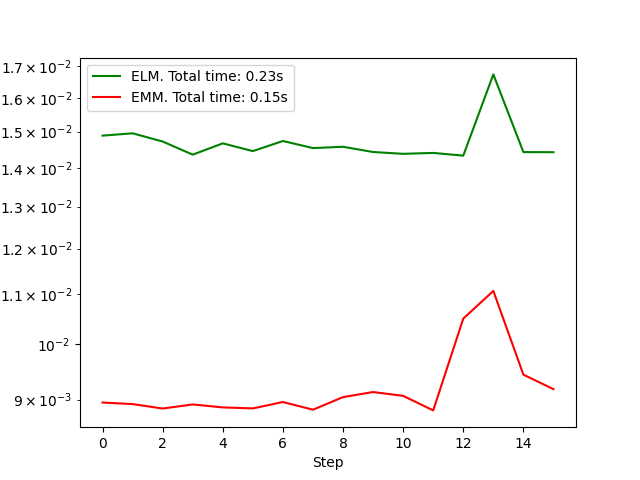 1.7 × 10⁻²
1.6 × 10⁻²
1.5 × 10⁻²
1.4 × 10⁻²
1.3 × 10⁻²
1.2 × 10⁻²
1.1 × 10⁻²
10⁻²
9 × 10⁻³
ELM. Total time: 0.23s
EMM. Total time: 0.15s
0 2 4 6 8 10 12 14
Step